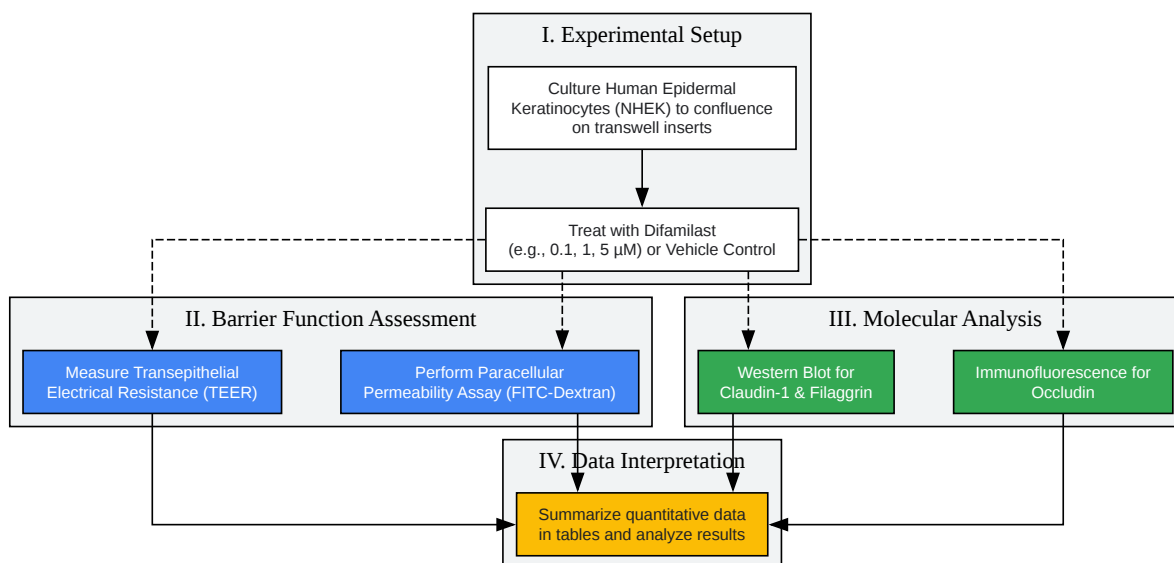 I. Experimental Setup
Culture Human Epidermal
Keratinocytes (NHEK) to confluence
on transwell inserts
Treat with Difamilast
(e.g., 0.1, 1, 5 µM) or Vehicle Control
II. Barrier Function Assessment
Measure Transepithelial
Electrical Resistance (TEER)
Perform Paracellular
Permeability Assay (FITC-Dextran)
III. Molecular Analysis
Western Blot for
Claudin-1 & Filaggrin
Immunofluorescence for
Occludin
IV. Data Interpretation
Summarize quantitative data
in tables and analyze results